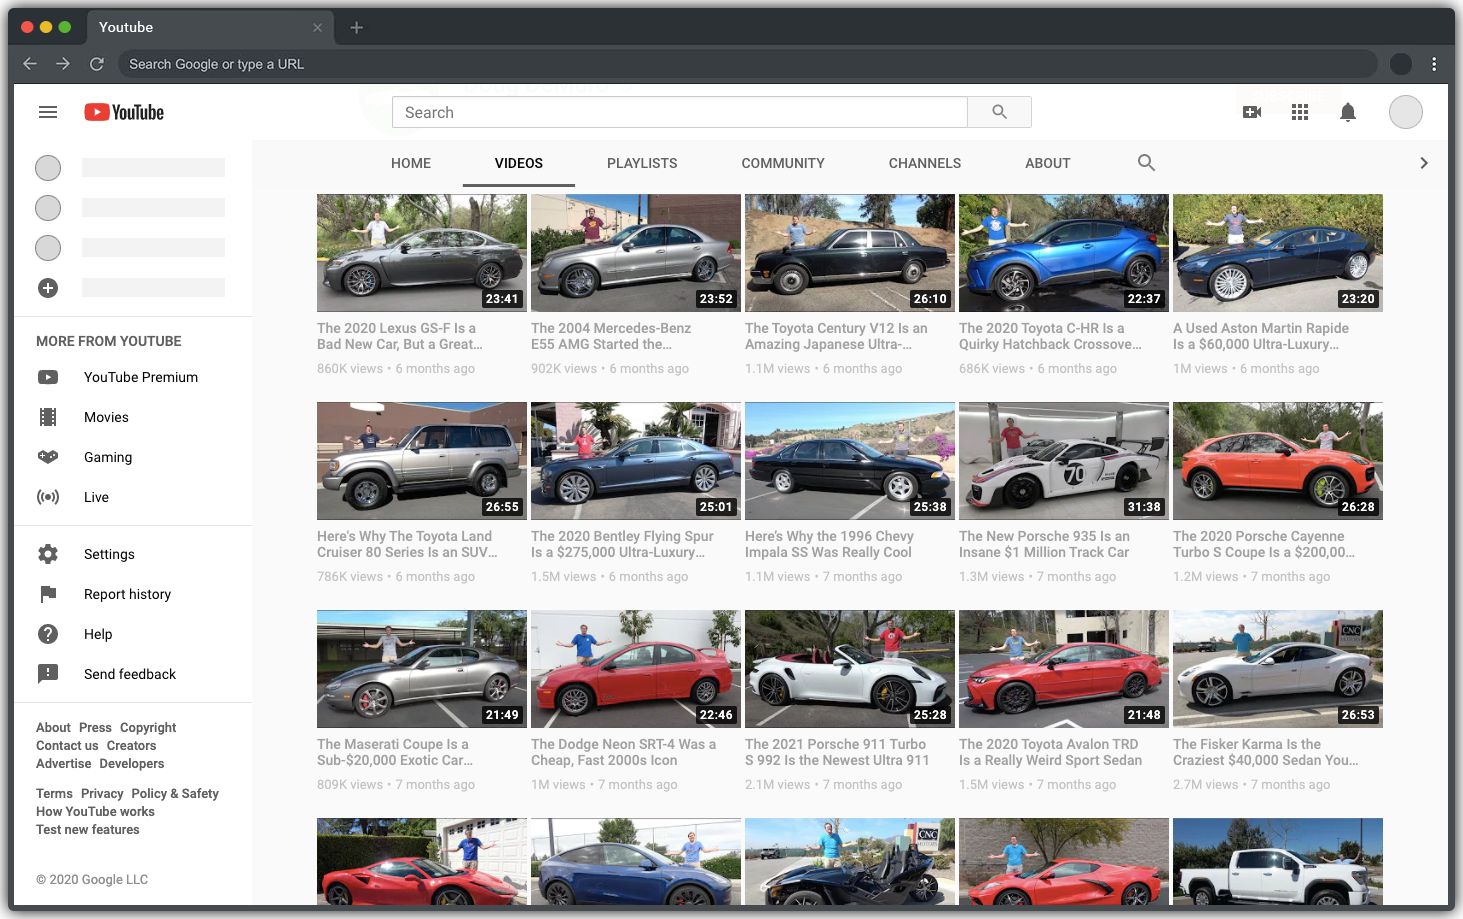 Youtube
Search Google or type a URL
YouTube
Search
HOME
VIDEOS
PLAYLISTS
COMMUNITY
CHANNELS
ABOUT
MORE FROM YOUTUBE
YouTube Premium
Movies
Gaming
Live
Settings
Report history
Help
Send feedback
About Press Copyright
Contact us Creators
Advertise Developers
Terms Privacy Policy & Safety
How YouTube works
Test new features
© 2020 Google LLC
23:41
The 2020 Lexus GS-F Is a
Bad New Car, But a Great...
860K views • 6 months ago
23:52
The 2004 Mercedes-Benz
E55 AMG Started the...
902K views • 6 months ago
26:10
The Toyota Century V12 Is an
Amazing Japanese Ultra-...
1.1M views • 6 months ago
22:37
The 2020 Toyota C-HR Is a
Quirky Hatchback Crossove...
686K views • 6 months ago
23:20
A Used Aston Martin Rapide
Is a $60,000 Ultra-Luxury...
1M views • 6 months ago
26:55
Here's Why The Toyota Land
Cruiser 80 Series Is an SUV...
786K views • 6 months ago
25:01
The 2020 Bentley Flying Spur
Is a $275,000 Ultra-Luxury...
1.5M views • 6 months ago
25:38
Here’s Why the 1996 Chevy
Impala SS Was Really Cool
1.1M views • 7 months ago
70
31:38
The New Porsche 935 Is an
Insane $1 Million Track Car
1.3M views • 7 months ago
26:28
The 2020 Porsche Cayenne
Turbo S Coupe Is a $200,00...
1.2M views • 7 months ago
21:49
The Maserati Coupe Is a
Sub-$20,000 Exotic Car...
809K views • 7 months ago
22:46
The Dodge Neon SRT-4 Was a
Cheap, Fast 2000s Icon
1M views • 7 months ago
25:28
The 2021 Porsche 911 Turbo
S 992 Is the Newest Ultra 911
2.1M views • 7 months ago
21:48
The 2020 Toyota Avalon TRD
Is a Really Weird Sport Sedan
1.5M views • 7 months ago
CNC
26:53
The Fisker Karma Is the
Craziest $40,000 Sedan You...
2.7M views • 7 months ago
CNC
MOTORS